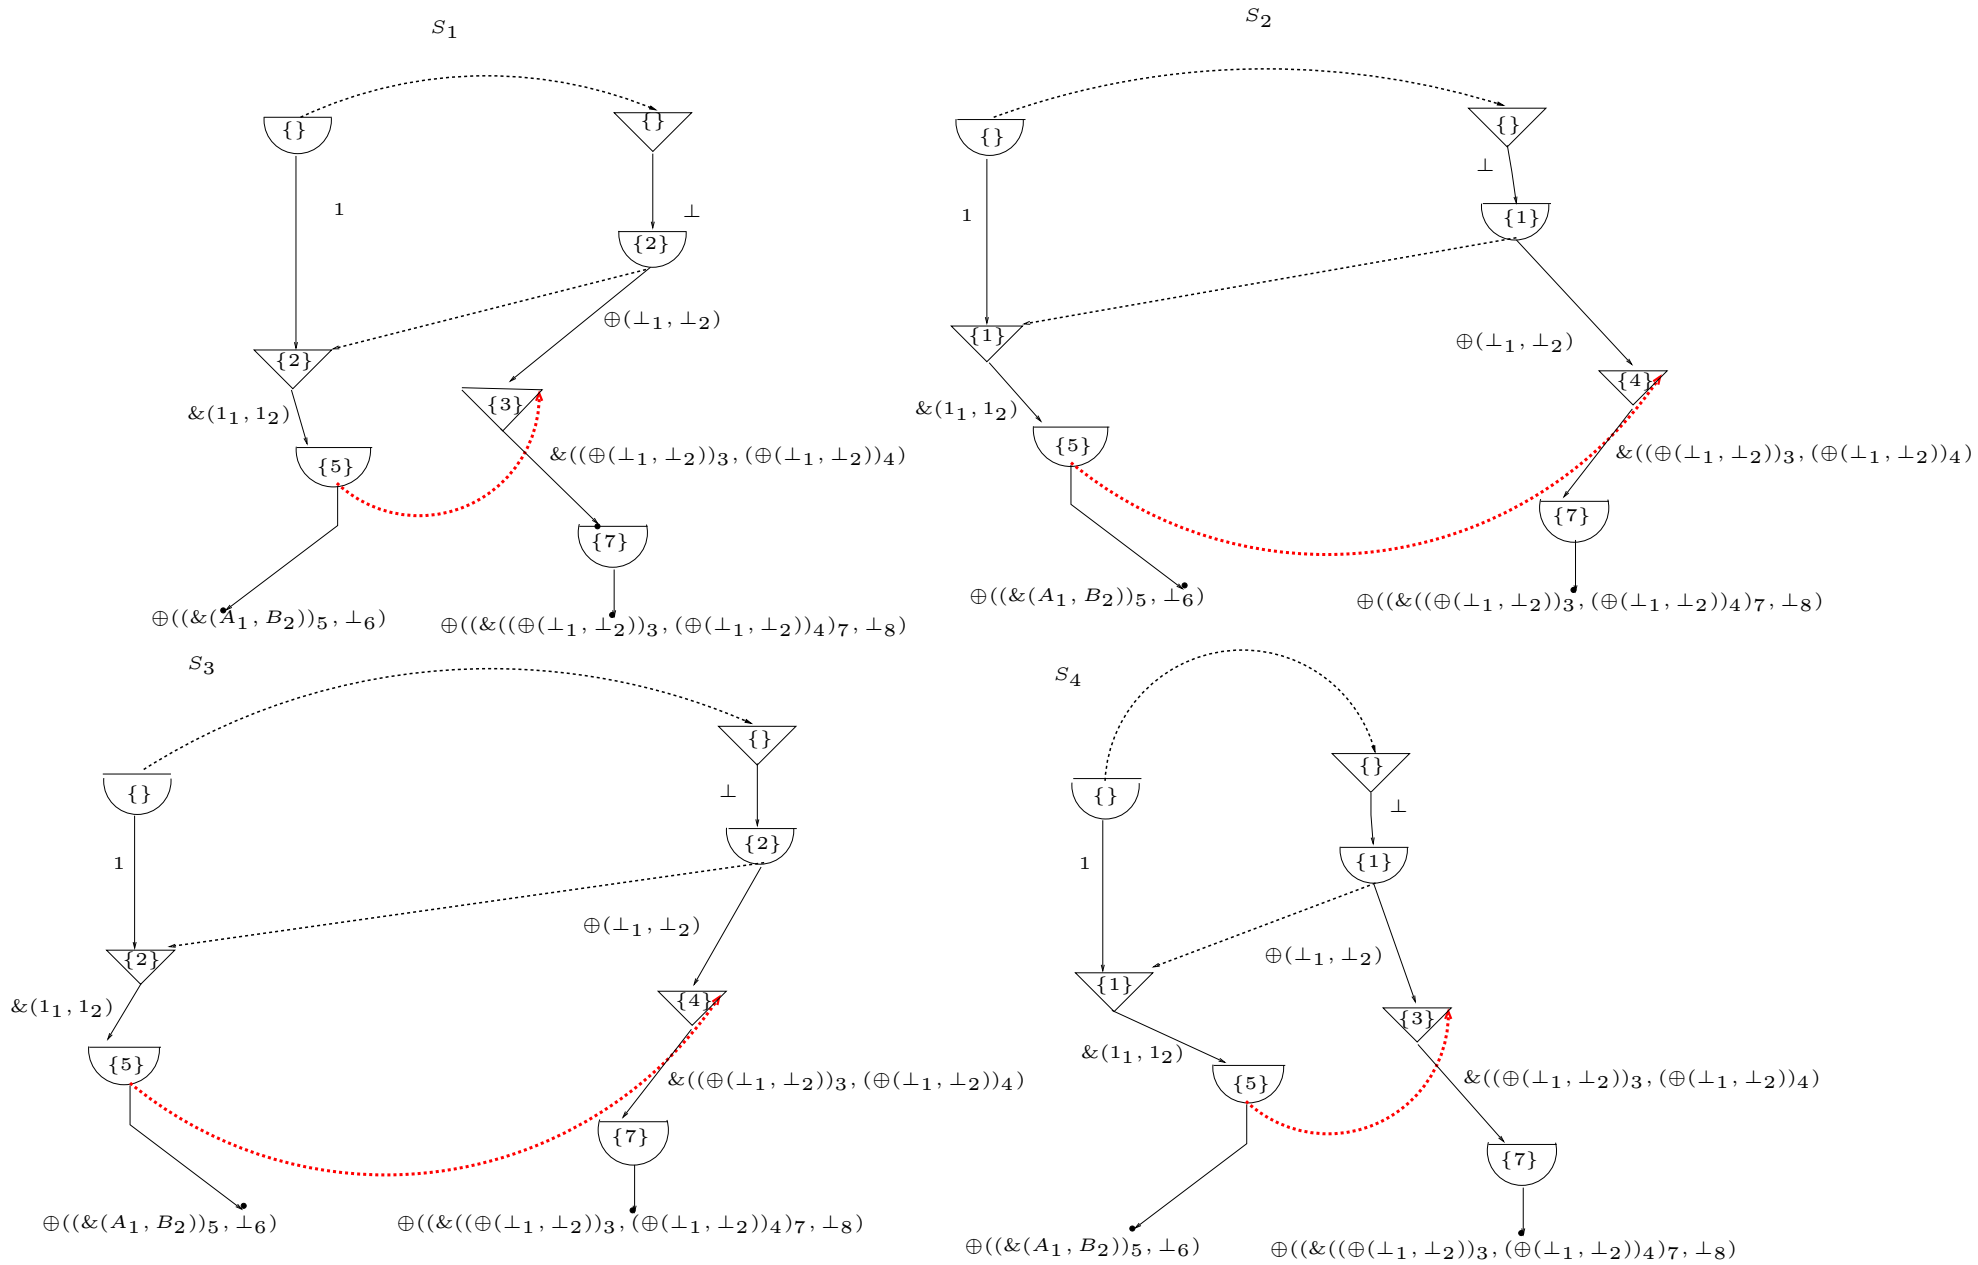 S₁
{}
{}
1
⊥
{2}
⊕(⊥₁, ⊥₂)
{2}
&(1₁, 1₂)
{3}
{5}
&((⊕(⊥₁, ⊥₂))₃, (⊕(⊥₁, ⊥₂))₄)
{7}
⊕((&(A₁, B₂))₅, ⊥₆)
⊕((&((⊕(⊥₁, ⊥₂))₃, (⊕(⊥₁, ⊥₂))₄)₇, ⊥₈)
S₂
{}
{}
⊥
1
{1}
{1}
⊕(⊥₁, ⊥₂)
{4}
&(1₁, 1₂)
{5}
&((⊕(⊥₁, ⊥₂))₃, (⊕(⊥₁, ⊥₂))₄)
{7}
⊕((&(A₁, B₂))₅, ⊥₆)
⊕((&((⊕(⊥₁, ⊥₂))₃, (⊕(⊥₁, ⊥₂))₄)₇, ⊥₈)
S₃
{}
{}
⊥
1
{2}
⊕(⊥₁, ⊥₂)
{2}
{4}
&(1₁, 1₂)
{5}
&((⊕(⊥₁, ⊥₂))₃, (⊕(⊥₁, ⊥₂))₄)
{7}
⊕((&(A₁, B₂))₅, ⊥₆)
⊕((&((⊕(⊥₁, ⊥₂))₃, (⊕(⊥₁, ⊥₂))₄)₇, ⊥₈)
S₄
{}
{}
⊥
1
{1}
⊕(⊥₁, ⊥₂)
{1}
{3}
&(1₁, 1₂)
{5}
&((⊕(⊥₁, ⊥₂))₃, (⊕(⊥₁, ⊥₂))₄)
{7}
⊕((&(A₁, B₂))₅, ⊥₆)
⊕((&((⊕(⊥₁, ⊥₂))₃, (⊕(⊥₁, ⊥₂))₄)₇, ⊥₈)